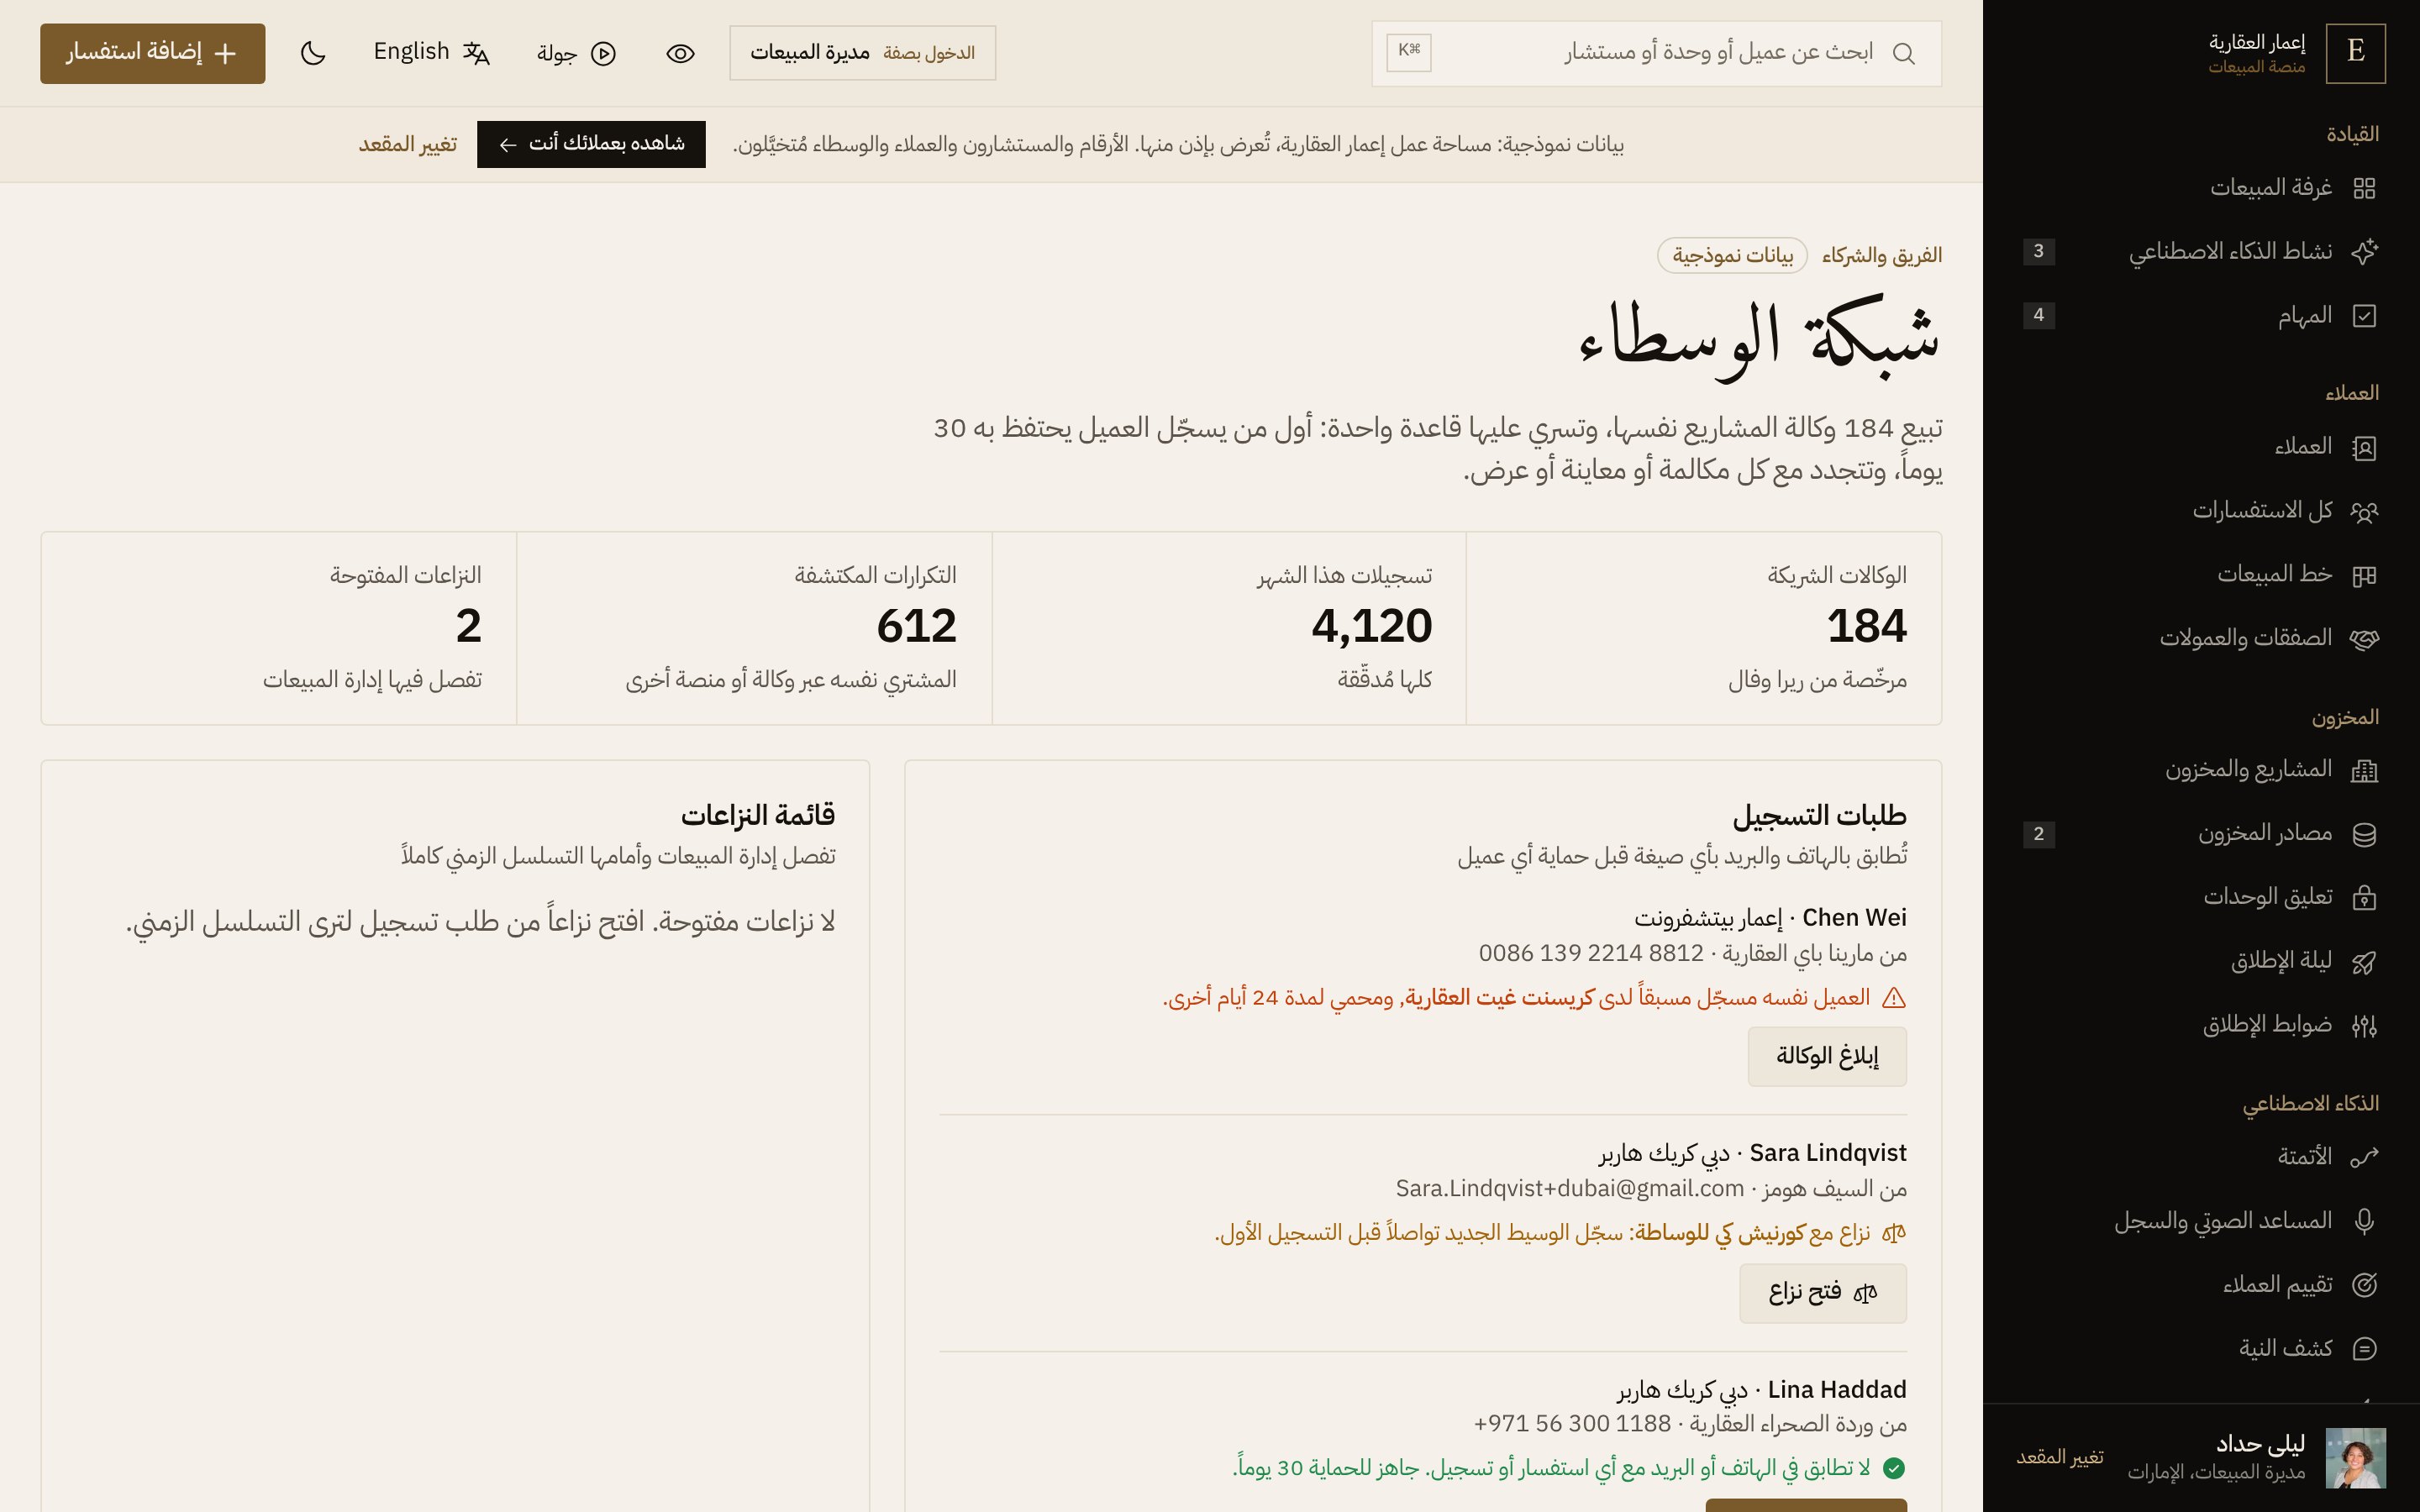 E
إعمار العقارية
منصة المبيعات
القيادة
غرفة المبيعات
نشاط الذكاء الاصطناعي 3
المهام 4
العملاء
العملاء
كل الاستفسارات
خط المبيعات
الصفقات والعمولات
المخزون
المشاريع والمخزون
مصادر المخزون 2
تعليق الوحدات
ليلة الإطلاق
ضوابط الإطلاق
الذكاء الاصطناعي
الأتمتة
المساعد الصوتي والسجل
تقييم العملاء
كشف النية
ليلى حداد
مديرة المبيعات، الإمارات
تغيير المقعد
ابحث عن عميل أو وحدة أو مستشار ⌘K
الدخول بصفة مديرة المبيعات
جولة
English
إضافة استفسار
بيانات نموذجية: مساحة عمل إعمار العقارية، تُعرض بإذن منها. الأرقام والمستشارون والعملاء والوسطاء مُتخيَّلون.
شاهده بعملائك أنت ←
تغيير المقعد
الفريق والشركاء بيانات نموذجية
شبكة الوسطاء
تبيع 184 وكالة المشاريع نفسها، وتسري عليها قاعدة واحدة: أول من يسجّل العميل يحتفظ به 30
يوماً، وتتجدد مع كل مكالمة أو معاينة أو عرض.
الوكالات الشريكة
184
مرخّصة من ريرا وفال
تسجيلات هذا الشهر
4,120
كلها مُدقّقة
التكرارات المكتشفة
612
المشتري نفسه عبر وكالة أو منصة أخرى
النزاعات المفتوحة
2
تفصل فيها إدارة المبيعات
طلبات التسجيل
تُطابق بالهاتف والبريد بأي صيغة قبل حماية أي عميل
Chen Wei · إعمار بيتشفرونت
من مارينا باي العقارية · 0086 139 2214 8812
العميل نفسه مسجّل مسبقاً لدى كريسنت غيت العقارية, ومحمي لمدة 24 أيام أخرى.
إبلاغ الوكالة
Sara Lindqvist · دبي كريك هاربر
من السيف هومز · Sara.Lindqvist+dubai@gmail.com
نزاع مع كورنيش كي للوساطة: سجّل الوسيط الجديد تواصلاً قبل التسجيل الأول.
فتح نزاع
Lina Haddad · دبي كريك هاربر
من وردة الصحراء العقارية · +971 56 300 1188
لا تطابق في الهاتف أو البريد مع أي استفسار أو تسجيل. جاهز للحماية 30 يوماً.
قائمة النزاعات
تفصل إدارة المبيعات وأمامها التسلسل الزمني كاملاً
لا نزاعات مفتوحة. افتح نزاعاً من طلب تسجيل لترى التسلسل الزمني.